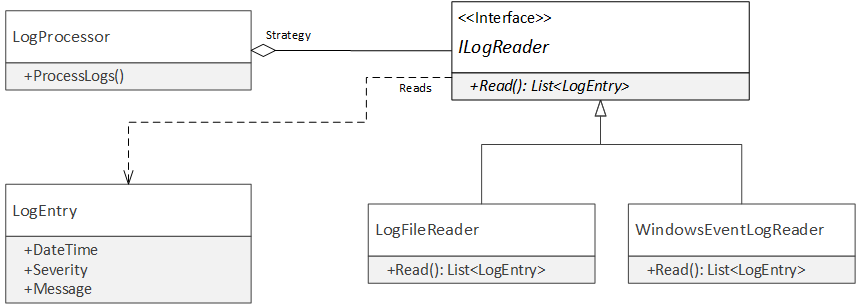 LogProcessor
+ProcessLogs()
Strategy
<<Interface>>
ILogReader
+Read(): List<LogEntry>
Reads
LogEntry
+DateTime
+Severity
+Message
LogFileReader
+Read(): List<LogEntry>
WindowsEventLogReader
+Read(): List<LogEntry>